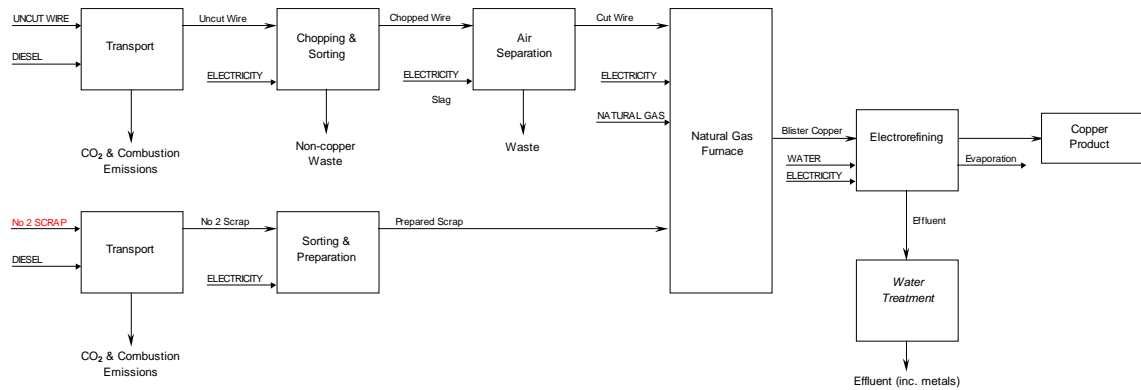 UNCUT WIRE
Uncut Wire
Chopped Wire
Cut Wire
DIESEL
Transport
ELECTRICITY
Chopping &
Sorting
ELECTRICITY
Air
Separation
ELECTRICITY
Slag
NATURAL GAS
CO₂ & Combustion
Emissions
Non-copper
Waste
Waste
Natural Gas
Furnace
Blister Copper
WATER
ELECTRICITY
Electrorefining
Evaporation
Copper
Product
No 2 SCRAP
No 2 Scrap
Prepared Scrap
DIESEL
Transport
ELECTRICITY
Sorting &
Preparation
Effluent
Water
Treatment
CO₂ & Combustion
Emissions
Effluent (inc. metals)